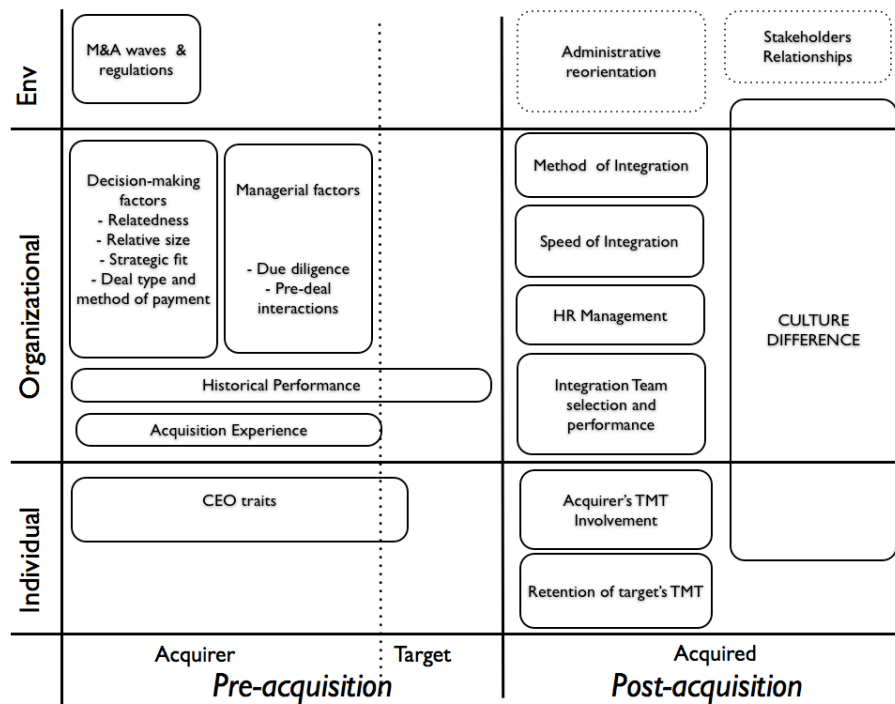 Env
M&A waves &
regulations
Administrative
reorientation
Stakeholders
Relationships
Organizational
Decision-making
factors
- Relatedness
- Relative size
- Strategic fit
- Deal type and
method of payment
Managerial factors
- Due diligence
- Pre-deal
interactions
Historical Performance
Acquisition Experience
Method of Integration
Speed of Integration
HR Management
Integration Team
selection and
performance
CULTURE
DIFFERENCE
Individual
CEO traits
Acquirer's TMT
Involvement
Retention of target's TMT
Acquirer
Target
Acquired
Pre-acquisition
Post-acquisition